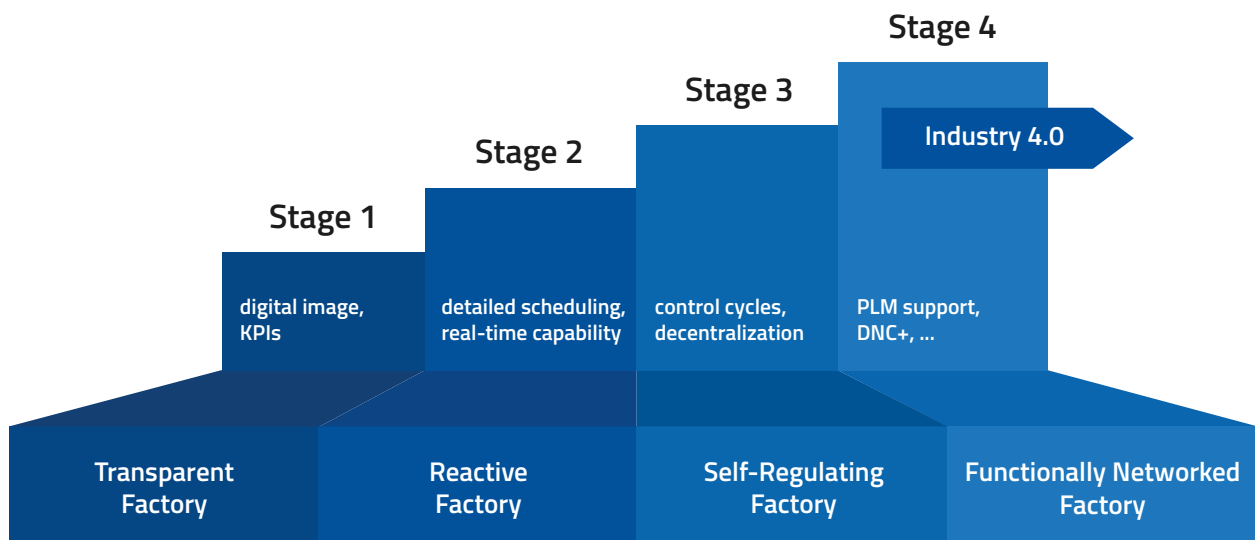 Stage 1
digital image,
KPIs
Transparent
Factory
Stage 2
detailed scheduling,
real-time capability
Reactive
Factory
Stage 3
control cycles,
decentralization
Self-Regulating
Factory
Stage 4
Industry 4.0
PLM support,
DNC+, ...
Functionally Networked
Factory